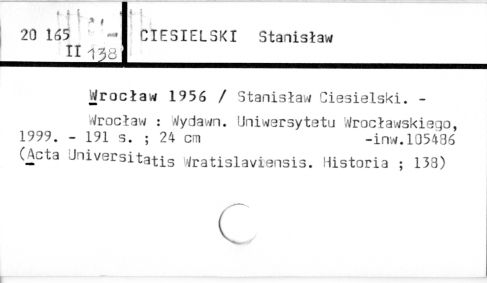 20 165 CIESIELSKI Stanisław
II 138
Wrocław 1956 / Stanisław Ciesielski. -
Wrocław : Wydawn. Uniwersytetu Wrocławskiego,
1999. - 191 s. ; 24 cm -inw.105486
(Acta Universitatis Wratislaviensis. Historia ; 138)